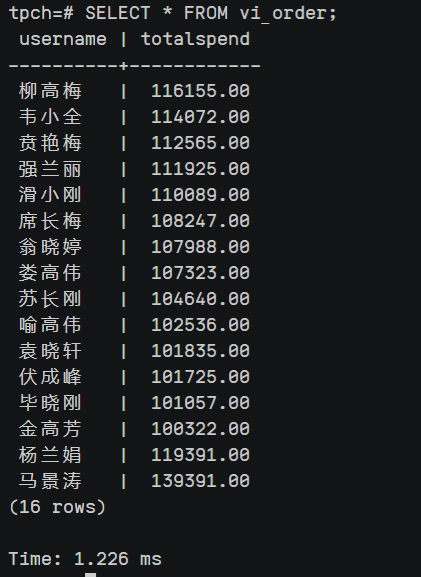 tpch=# SELECT * FROM vi_order;
 username | totalspend
----------+------------
 柳高梅   |  116155.00
 韦小全   |  114072.00
 贲艳梅   |  112565.00
 强兰丽   |  111925.00
 滑小刚   |  110089.00
 席长梅   |  108247.00
 翁晓婷   |  107988.00
 娄高伟   |  107323.00
 苏长刚   |  104640.00
 喻高伟   |  102536.00
 袁晓轩   |  101835.00
 伏成峰   |  101725.00
 毕晓刚   |  101057.00
 金高芳   |  100322.00
 杨兰娟   |  119391.00
 马景涛   |  139391.00
(16 rows)
Time: 1.226 ms